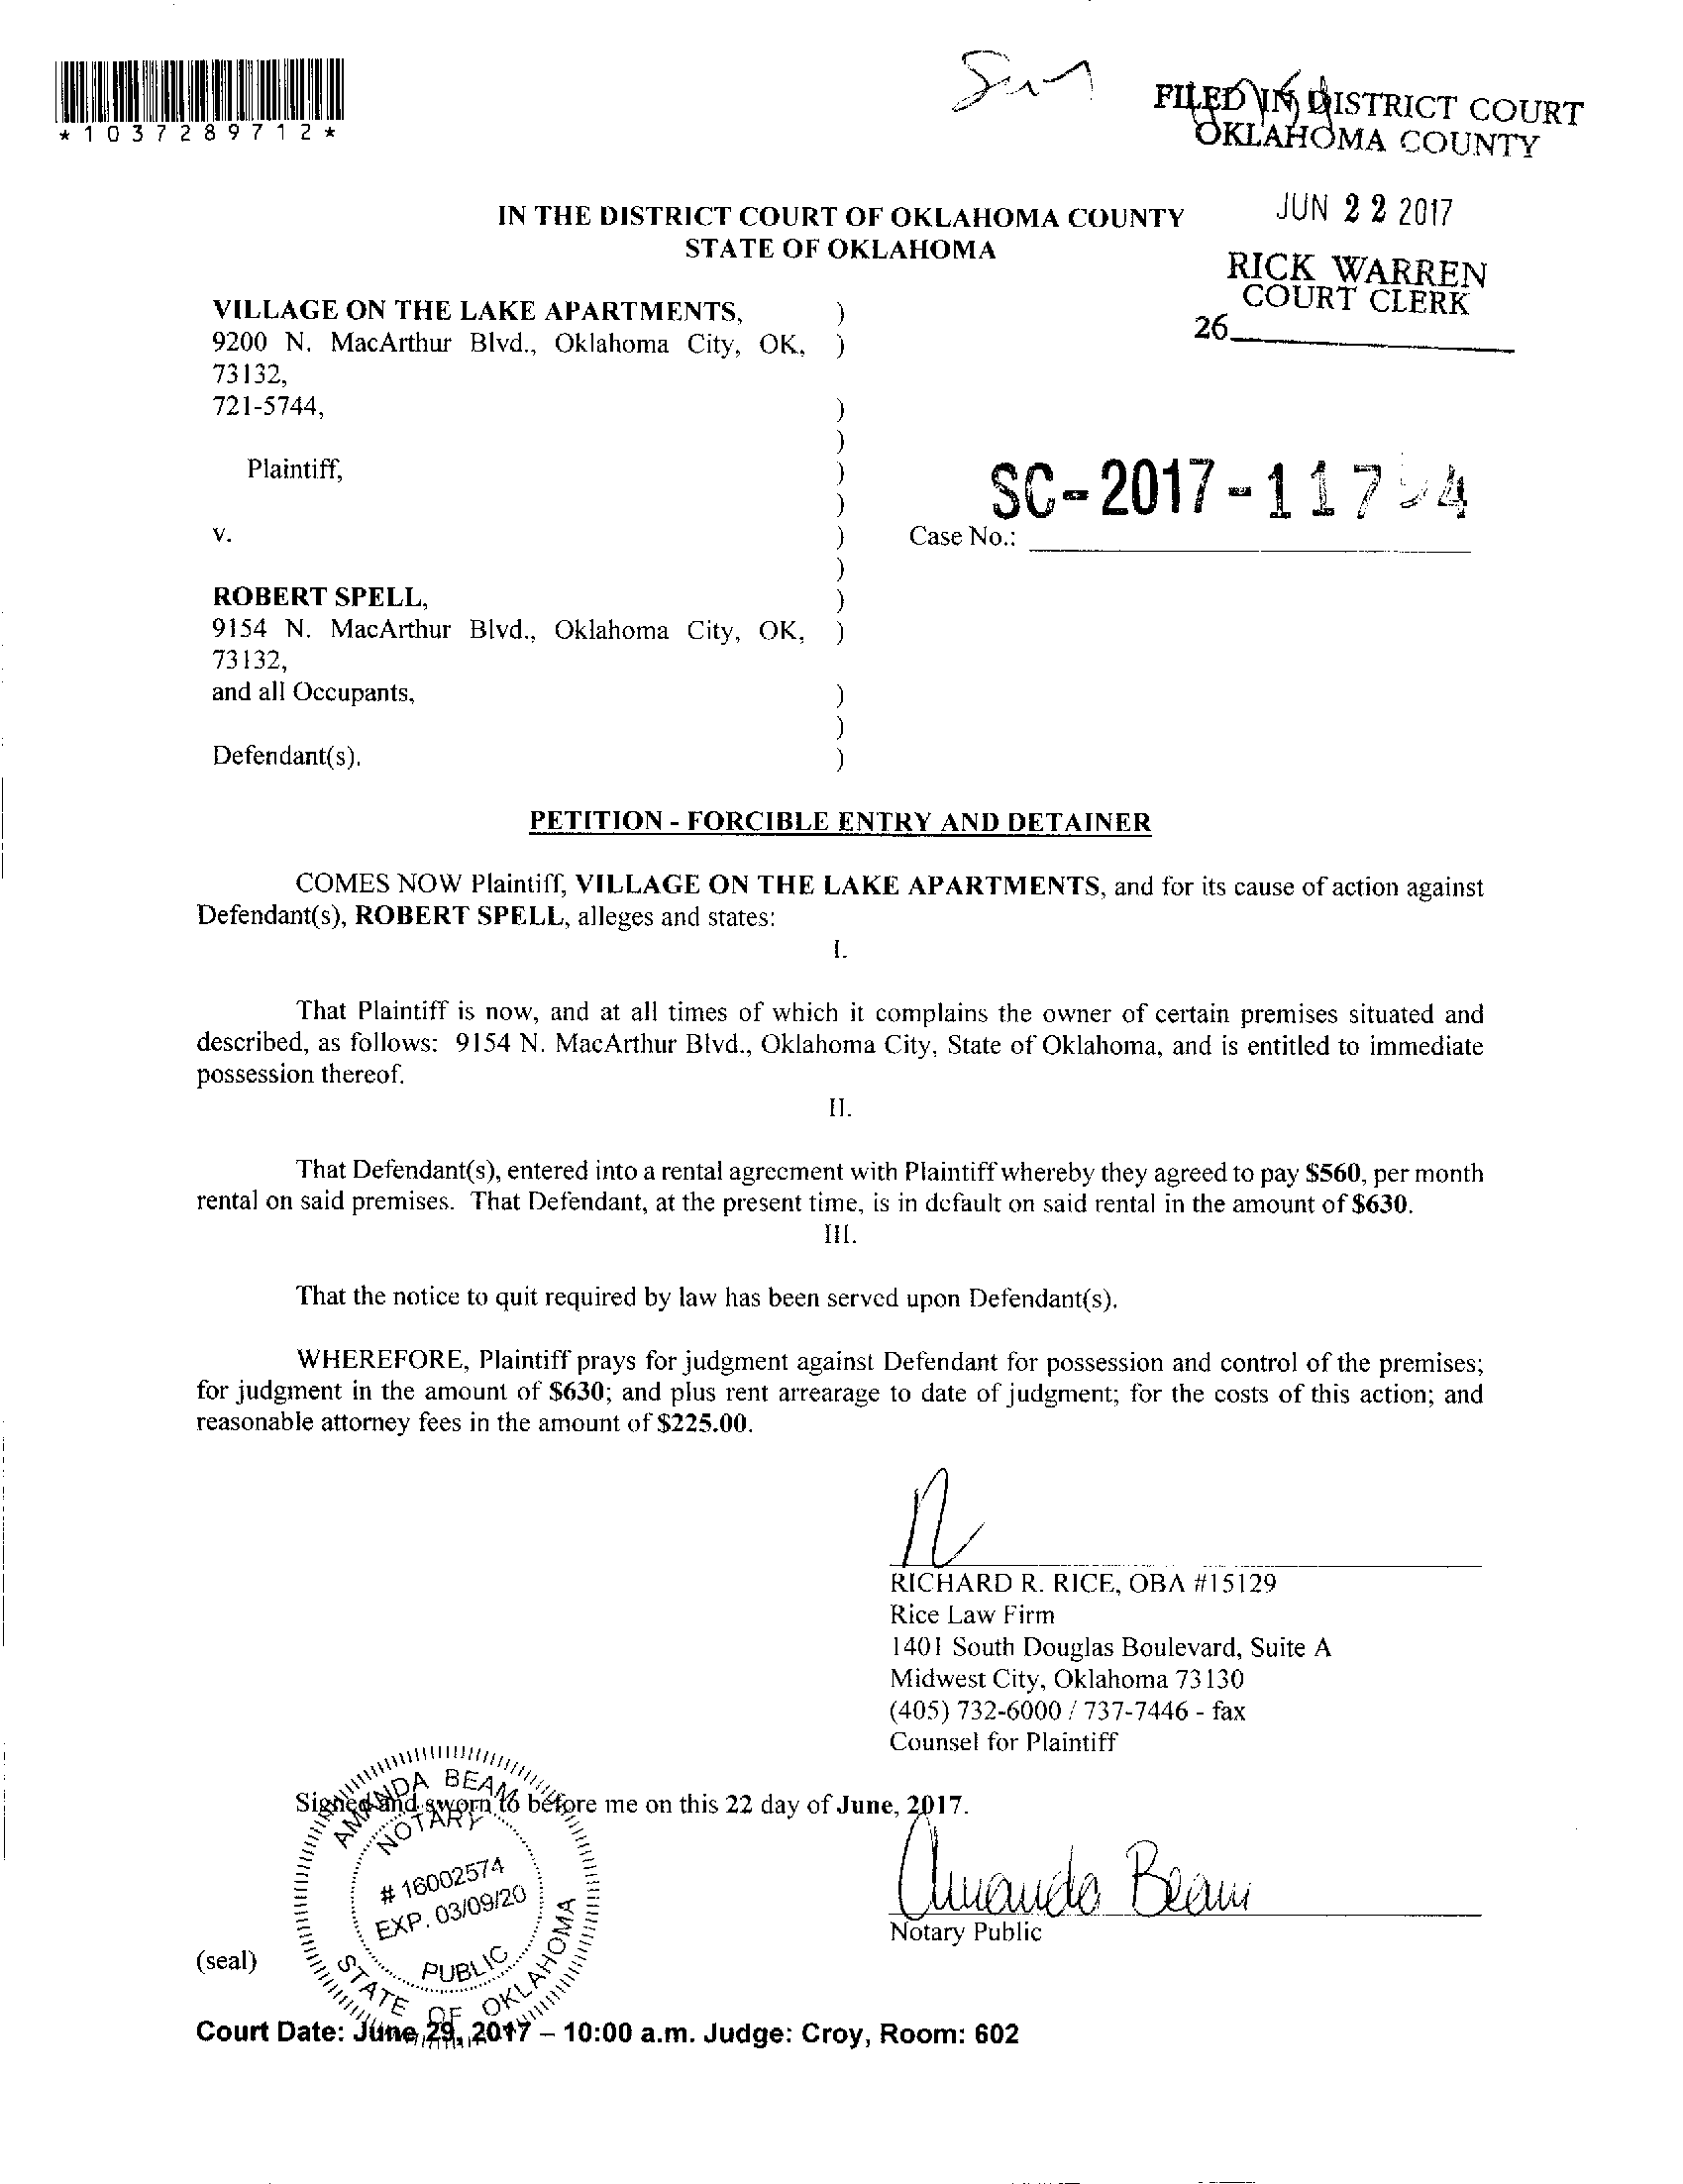 *1037289712*
FILED IN DISTRICT COURT
OKLAHOMA COUNTY
JUN 22 2017
RICK WARREN
COURT CLERK
26
IN THE DISTRICT COURT OF OKLAHOMA COUNTY
STATE OF OKLAHOMA
VILLAGE ON THE LAKE APARTMENTS, )
9200 N. MacArthur Blvd., Oklahoma City, OK, )
73132,
721-5744, )
)
Plaintiff, )
)
v. )
)
SC-2017-117 4
Case No.:
ROBERT SPELL, )
9154 N. MacArthur Blvd., Oklahoma City, OK, )
73132,
and all Occupants, )
)
Defendant(s). )
PETITION - FORCIBLE ENTRY AND DETAINER
COMES NOW Plaintiff, VILLAGE ON THE LAKE APARTMENTS, and for its cause of action against
Defendant(s), ROBERT SPELL, alleges and states:
I.
That Plaintiff is now, and at all times of which it complains the owner of certain premises situated and
described, as follows: 9154 N. MacArthur Blvd., Oklahoma City, State of Oklahoma, and is entitled to immediate
possession thereof.
II.
That Defendant(s), entered into a rental agreement with Plaintiff whereby they agreed to pay $560, per month
rental on said premises. That Defendant, at the present time, is in default on said rental in the amount of $630.
III.
That the notice to quit required by law has been served upon Defendant(s).
WHEREFORE, Plaintiff prays for judgment against Defendant for possession and control of the premises;
for judgment in the amount of $630; and plus rent arrearage to date of judgment; for the costs of this action; and
reasonable attorney fees in the amount of $225.00.
RICHARD R. RICE, OBA #15129
Rice Law Firm
1401 South Douglas Boulevard, Suite A
Midwest City, Oklahoma 73130
(405) 732-6000 / 737-7446 - fax
Counsel for Plaintiff
Signed and sworn to before me on this 22 day of June, 2017.
Amanda Beam
Notary Public
(seal)
AMANDA BEAM
NOTARY
# 16002574
EXP. 03/09/20
PUBLIC
STATE OF OKLAHOMA
Court Date: June 29, 2017 – 10:00 a.m. Judge: Croy, Room: 602